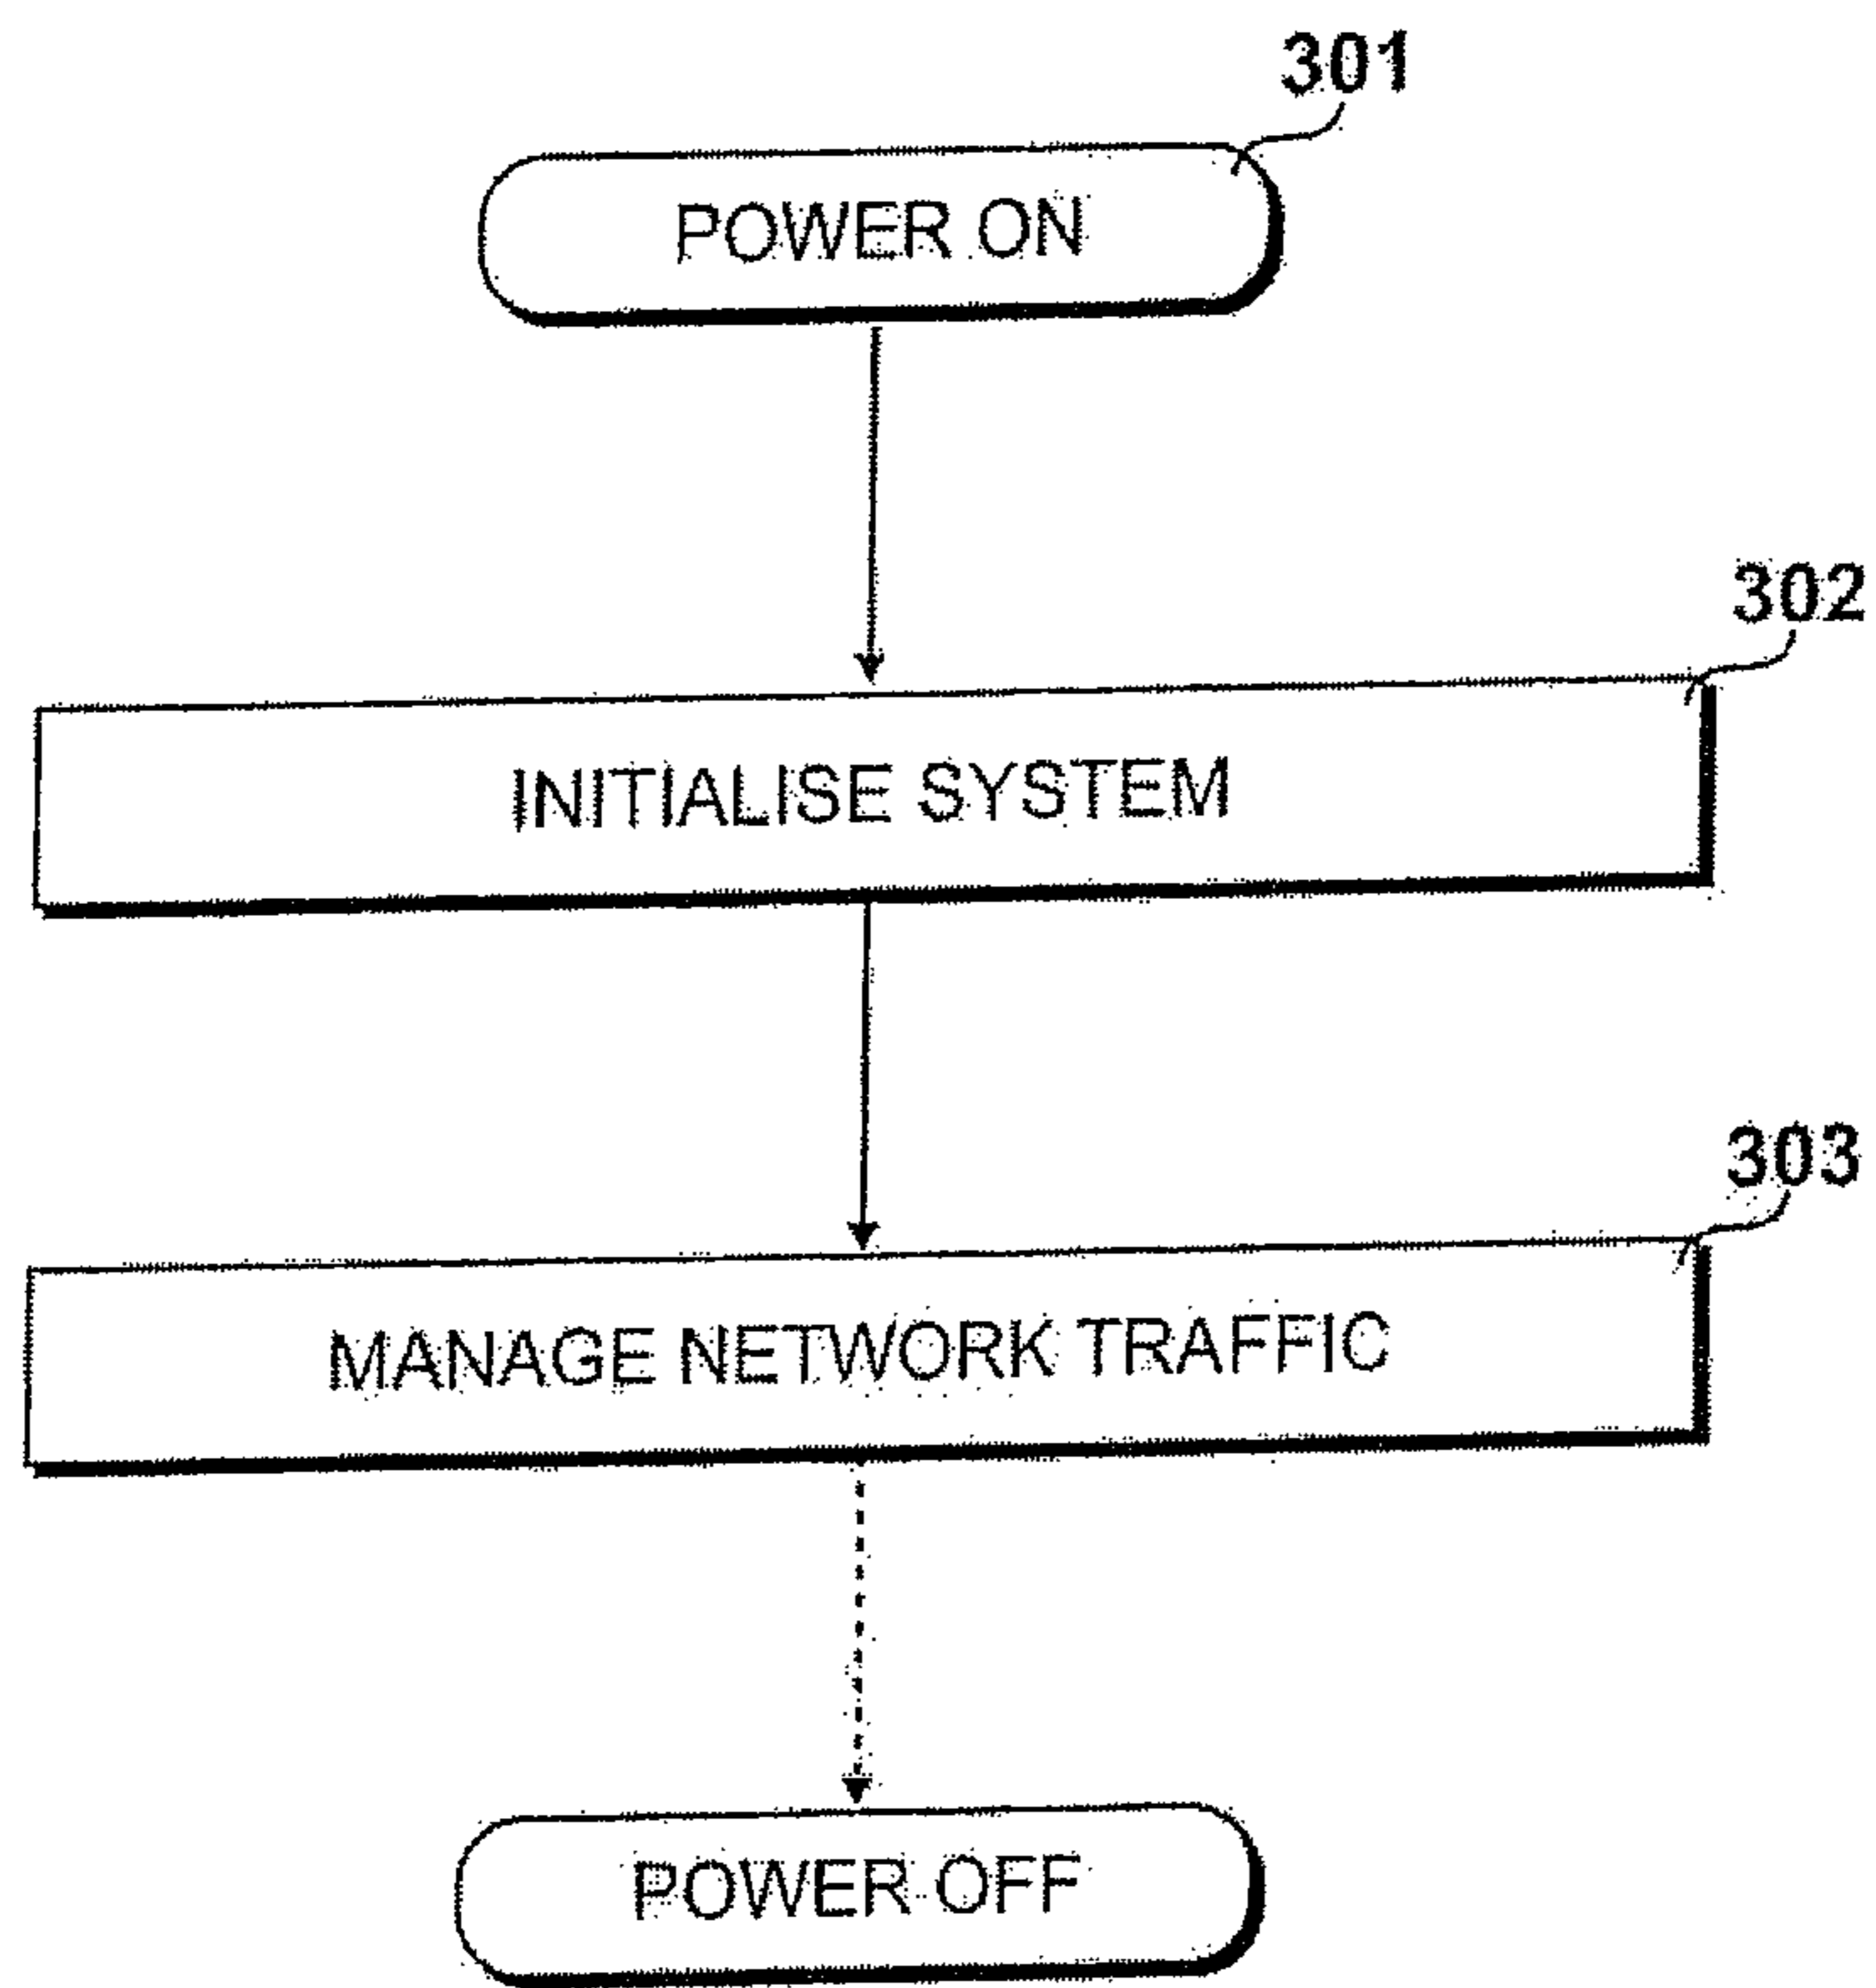 301
POWER ON
302
INITIALISE SYSTEM
303
MANAGE NETWORK TRAFFIC
POWER OFF